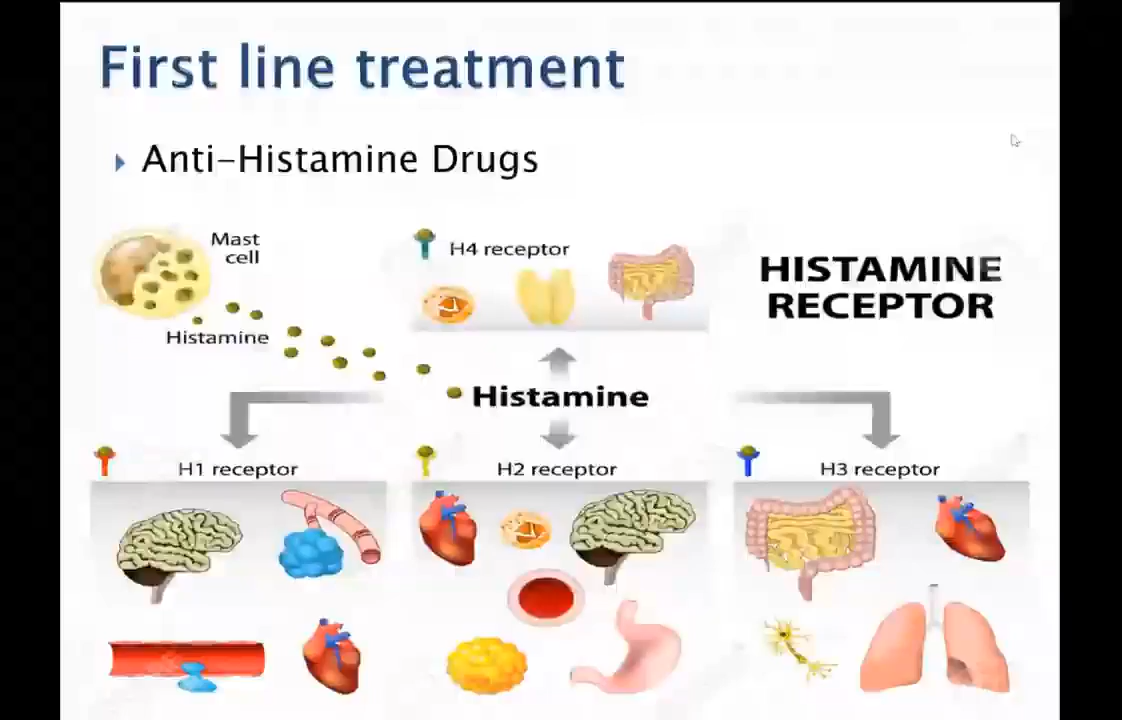 First line treatment
Anti-Histamine Drugs
Mast
cell
Histamine
H4 receptor
HISTAMINE
RECEPTOR
Histamine
H1 receptor
H2 receptor
H3 receptor